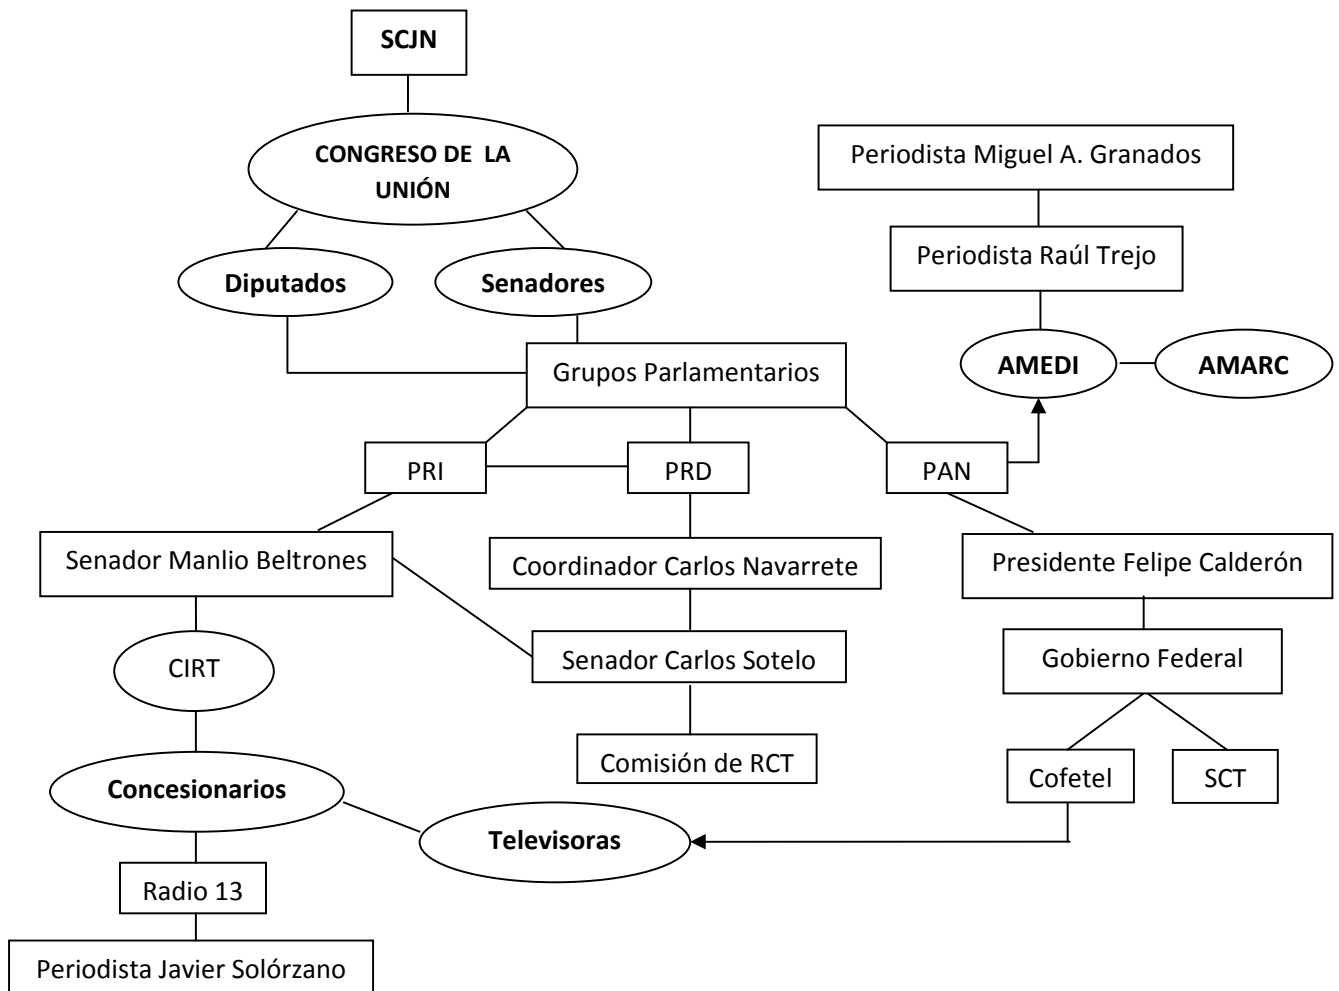 SCJN
CONGRESO DE LA
UNIÓN
Periodista Miguel A. Granados
Periodista Raúl Trejo
Diputados
Senadores
Grupos Parlamentarios
AMEDI
AMARC
PRI
PRD
PAN
Senador Manlio Beltrones
Coordinador Carlos Navarrete
Presidente Felipe Calderón
CIRT
Senador Carlos Sotelo
Gobierno Federal
Concesionarios
Comisión de RCT
Cofetel
SCT
Televisoras
Radio 13
Periodista Javier Solórzano